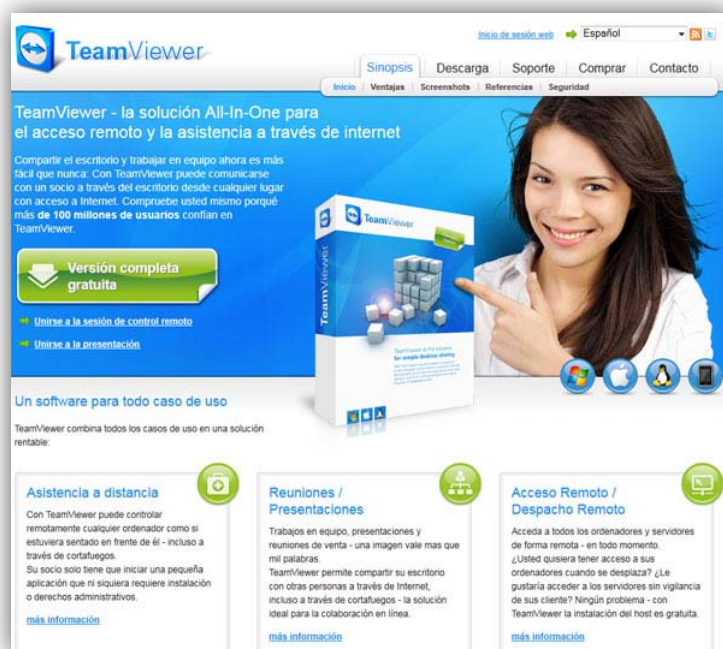 TeamViewer
Inicio de sesión web
Español
Sinopsis Descarga Soporte Comprar Contacto
Inicio | Ventajas | Screenshots | Referencias | Seguridad
TeamViewer - la solución All-In-One para
el acceso remoto y la asistencia a través de internet
Compartir el escritorio y trabajar en equipo ahora es más
fácil que nunca: Con TeamViewer puede comunicarse
con un socio a través del escritorio desde cualquier lugar
con acceso a Internet. Compruebe usted mismo porqué
más de 100 millones de usuarios confían en
TeamViewer.
Versión completa
gratuita
Unirse a la sesión de control remoto
Unirse a la presentación
TeamViewer
TeamViewer
for simple desktop sharing
Un software para todo caso de uso
TeamViewer combina todos los casos de uso en una solución
rentable:
Asistencia a distancia
Con TeamViewer puede controlar
remotamente cualquier ordenador como si
estuviera sentado en frente de él - incluso a
través de cortafuegos.
Su socio solo tiene que iniciar una pequeña
aplicación que ni siquiera requiere instalación
o derechos administrativos.
más información
Reuniones /
Presentaciones
Trabajos en equipo, presentaciones y
reuniones de venta - una imagen vale mas que
mil palabras.
TeamViewer permite compartir su escritorio
con otras personas a través de Internet,
incluso a través de cortafuegos - la solución
ideal para la colaboración en línea.
más información
Acceso Remoto /
Despacho Remoto
Acceda a todos los ordenadores y servidores
de forma remota - en todo momento.
¿Usted quisiera tener acceso a sus
ordenadores cuando se desplaza? ¿Le
gustaría acceder a los servidores sin vigilancia
de sus cliente? Ningún problema - con
TeamViewer la instalación del host es gratuita.
más información